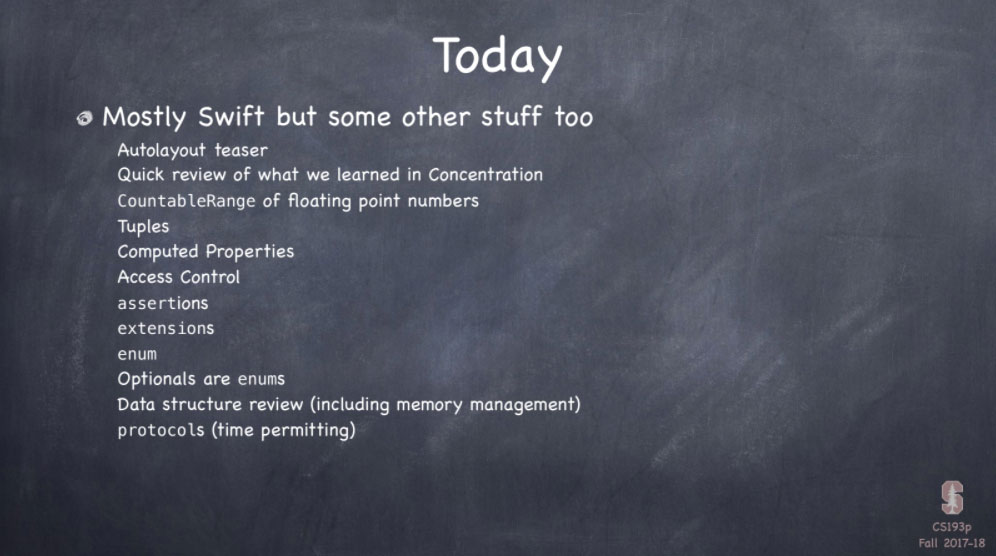 Today
Mostly Swift but some other stuff too
Autolayout teaser
Quick review of what we learned in Concentration
CountableRange of floating point numbers
Tuples
Computed Properties
Access Control
assertions
extensions
enum
Optionals are enums
Data structure review (including memory management)
protocols (time permitting)
S
CS193p
Fall 2017-18